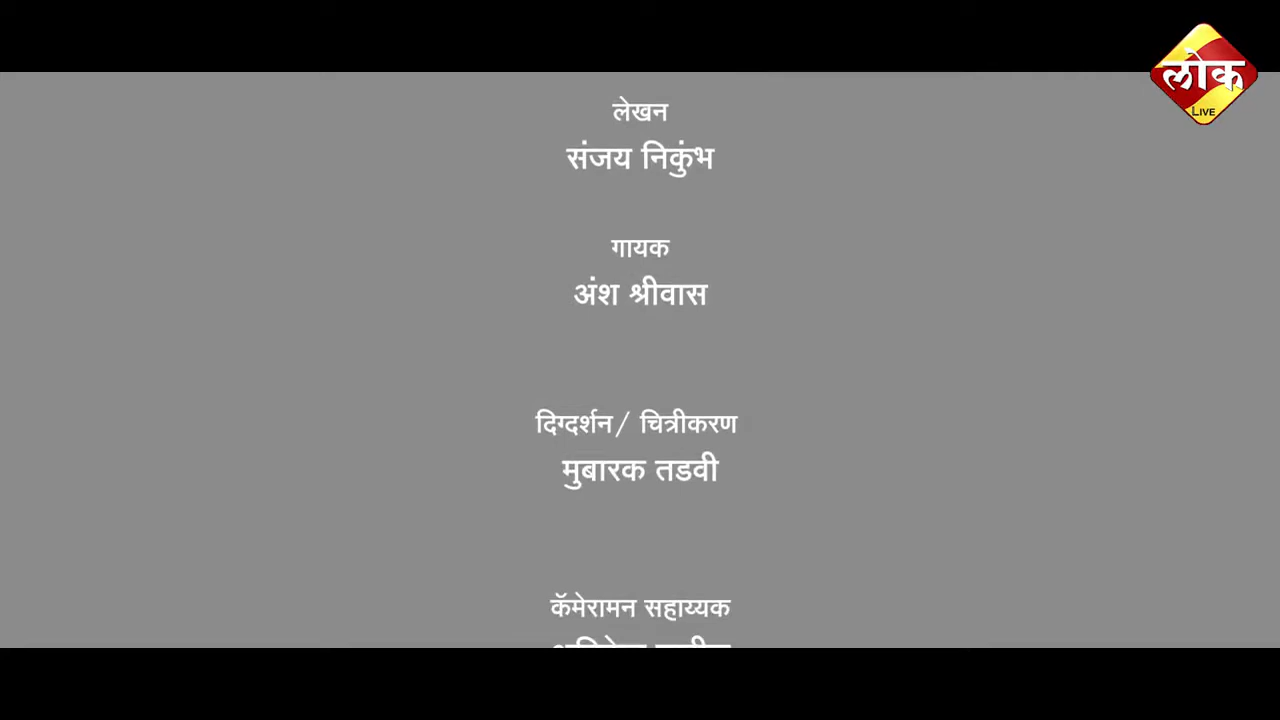 लोक
LIVE
लेखन
संजय निकुंभ
गायक
अंश श्रीवास
दिग्दर्शन/ चित्रीकरण
मुबारक तडवी
कॅमेरामन सहाय्यक